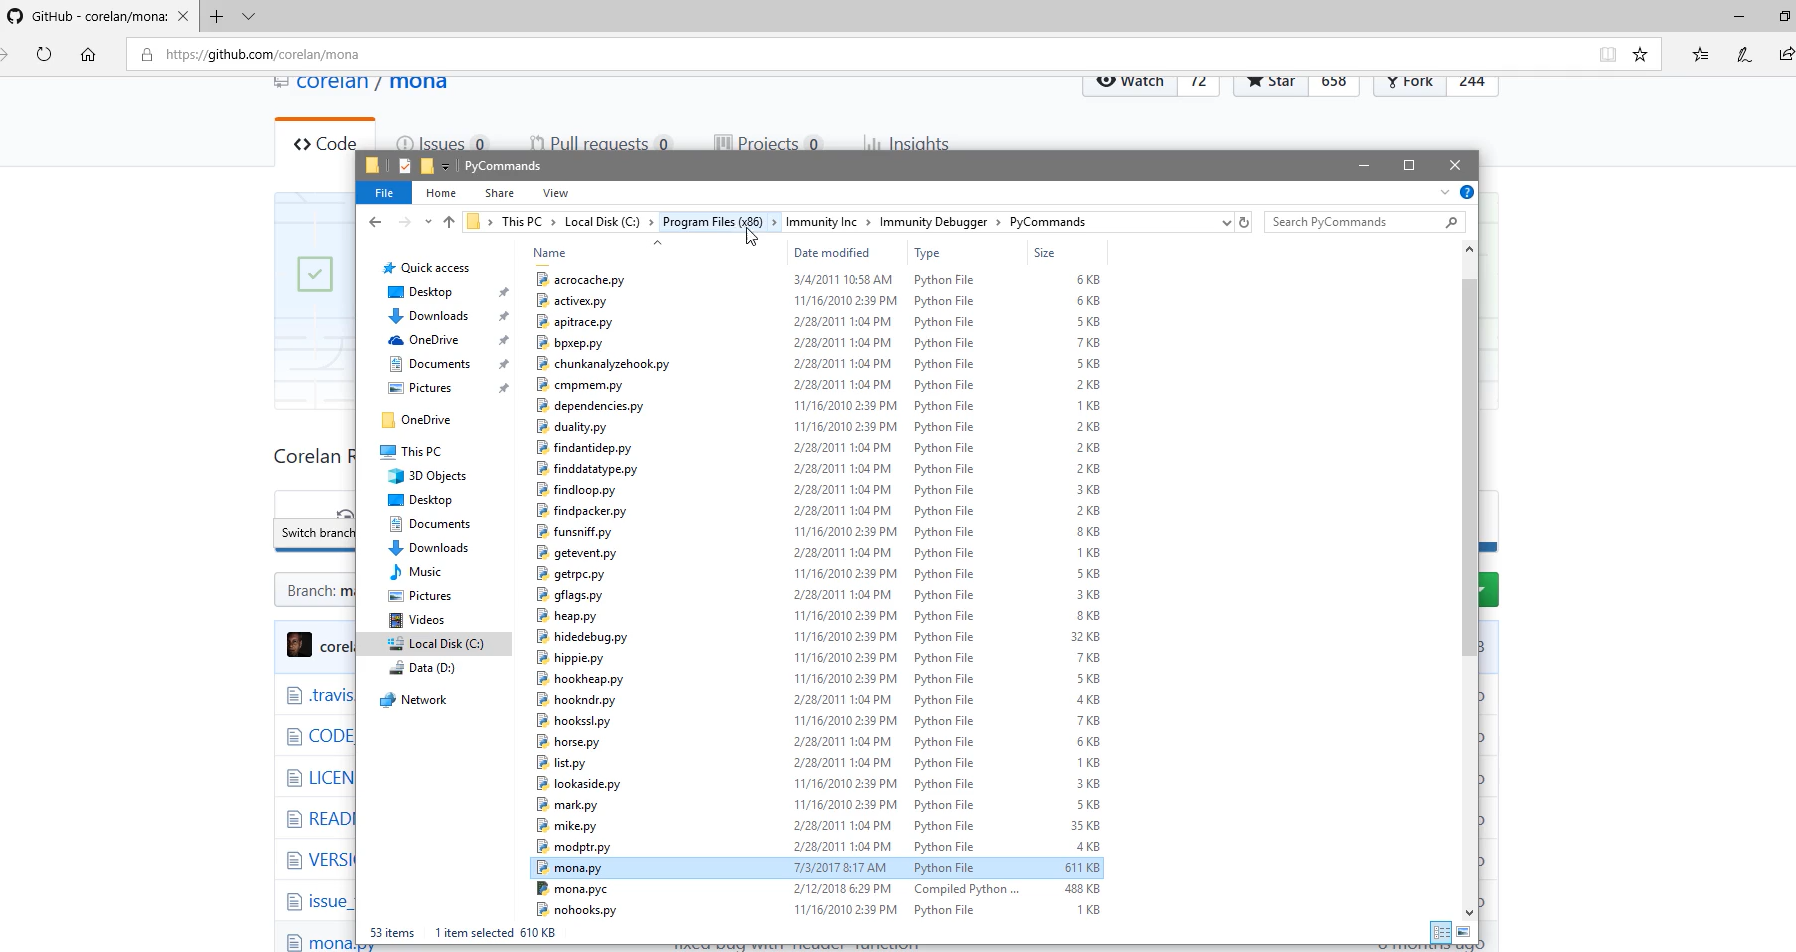 GitHub - corelan/mona:
https://github.com/corelan/mona
corelan / mona
Watch 72 Star 658 Fork 244
Code Issues 0 Pull requests 0 Projects 0 Insights
PyCommands
File Home Share View
This PC Local Disk (C:) Program Files (x86) Immunity Inc Immunity Debugger PyCommands Search PyCommands
Name Date modified Type Size
Quick access
Desktop
Downloads
OneDrive
Documents
Pictures
OneDrive
This PC
3D Objects
Desktop
Documents
Downloads
Music
Pictures
Videos
Local Disk (C:)
Data (D:)
Network
acrocache.py 3/4/2011 10:58 AM Python File 6 KB
activex.py 11/16/2010 2:39 PM Python File 6 KB
apitrace.py 2/28/2011 1:04 PM Python File 5 KB
bpxep.py 2/28/2011 1:04 PM Python File 7 KB
chunkanalyzehook.py 2/28/2011 1:04 PM Python File 5 KB
cmpmem.py 2/28/2011 1:04 PM Python File 2 KB
dependencies.py 11/16/2010 2:39 PM Python File 1 KB
duality.py 11/16/2010 2:39 PM Python File 2 KB
findantidep.py 2/28/2011 1:04 PM Python File 2 KB
finddatatype.py 2/28/2011 1:04 PM Python File 2 KB
findloop.py 2/28/2011 1:04 PM Python File 3 KB
findpacker.py 2/28/2011 1:04 PM Python File 2 KB
funsniff.py 11/16/2010 2:39 PM Python File 8 KB
getevent.py 2/28/2011 1:04 PM Python File 1 KB
getrpc.py 11/16/2010 2:39 PM Python File 5 KB
gflags.py 2/28/2011 1:04 PM Python File 3 KB
heap.py 11/16/2010 2:39 PM Python File 8 KB
hidedebug.py 11/16/2010 2:39 PM Python File 32 KB
hippie.py 11/16/2010 2:39 PM Python File 7 KB
hookheap.py 11/16/2010 2:39 PM Python File 5 KB
hookndr.py 2/28/2011 1:04 PM Python File 4 KB
hookssl.py 11/16/2010 2:39 PM Python File 7 KB
horse.py 2/28/2011 1:04 PM Python File 6 KB
list.py 2/28/2011 1:04 PM Python File 1 KB
lookaside.py 11/16/2010 2:39 PM Python File 3 KB
mark.py 11/16/2010 2:39 PM Python File 5 KB
mike.py 2/28/2011 1:04 PM Python File 35 KB
modptr.py 2/28/2011 1:04 PM Python File 4 KB
mona.py 7/3/2017 8:17 AM Python File 611 KB
mona.pyc 2/12/2018 6:29 PM Compiled Python ... 488 KB
nohooks.py 11/16/2010 2:39 PM Python File 1 KB
53 items 1 item selected 610 KB
Corelan
Switch branch
Branch:
.travis
CODE
LICEN
READ
VERSI
issue_
mona.py fixed bug with 'header' function 8 months ago